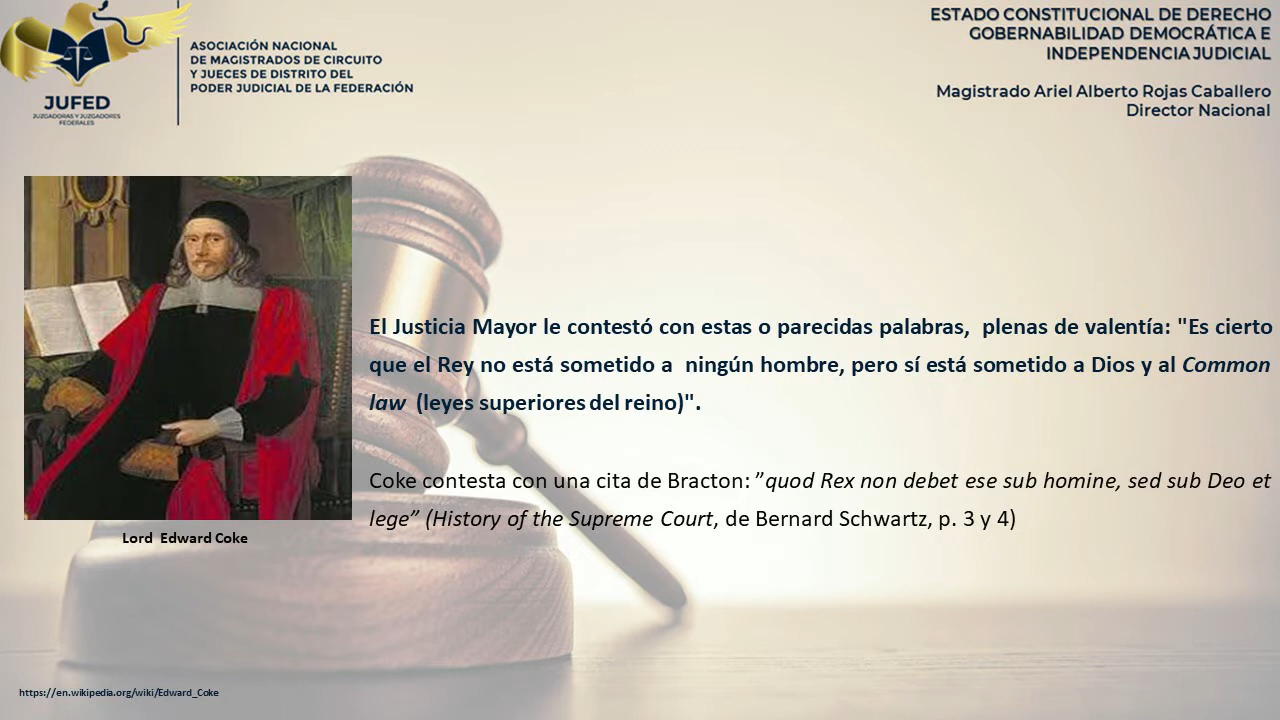 JUFED
JUZGADORAS Y JUZGADORES
FEDERALES
ASOCIACIÓN NACIONAL
DE MAGISTRADOS DE CIRCUITO
Y JUECES DE DISTRITO DEL
PODER JUDICIAL DE LA FEDERACIÓN
ESTADO CONSTITUCIONAL DE DERECHO
GOBERNABILIDAD DEMOCRÁTICA E
INDEPENDENCIA JUDICIAL
Magistrado Ariel Alberto Rojas Caballero
Director Nacional
El Justicia Mayor le contestó con estas o parecidas palabras, plenas de valentía: "Es cierto
que el Rey no está sometido a ningún hombre, pero sí está sometido a Dios y al Common
law (leyes superiores del reino)".
Coke contesta con una cita de Bracton: ”quod Rex non debet ese sub homine, sed sub Deo et
lege” (History of the Supreme Court, de Bernard Schwartz, p. 3 y 4)
Lord Edward Coke
https://en.wikipedia.org/wiki/Edward_Coke